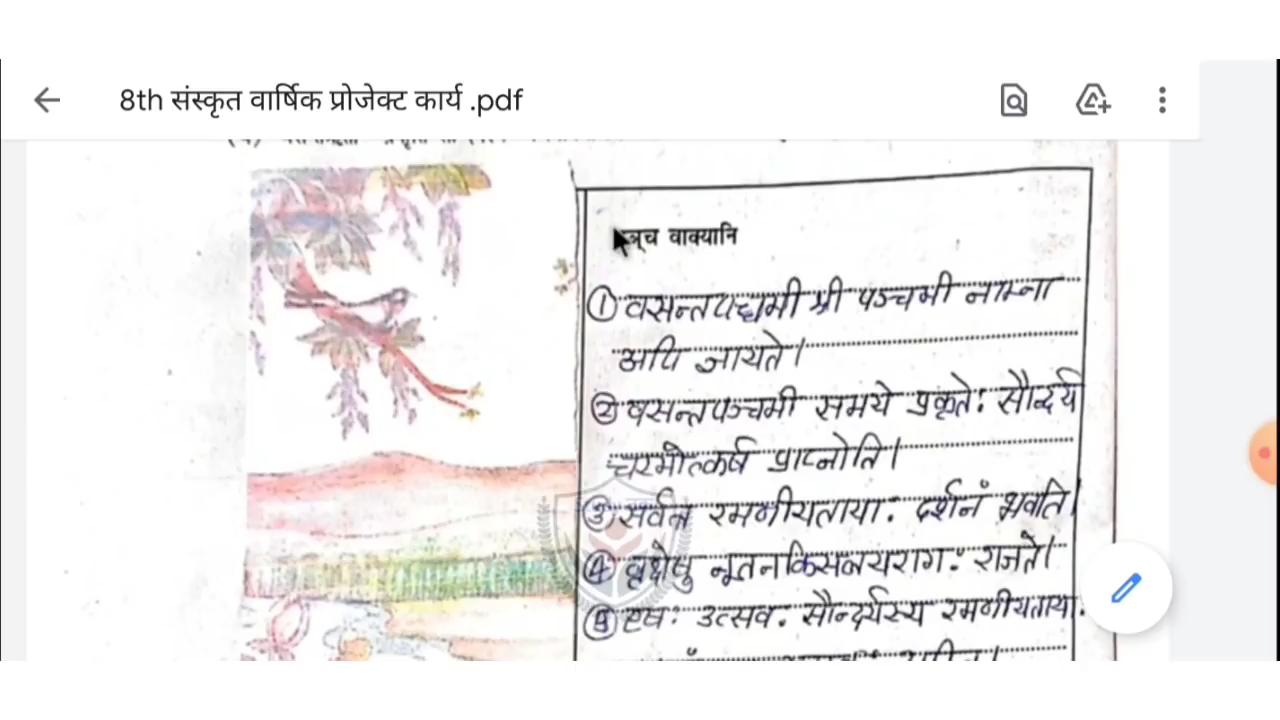 8th संस्कृत वार्षिक प्रोजेक्ट कार्य .pdf
वाक्यानि
① वसन्तपञ्चमी श्री पञ्चमी नाम्ना
अपि ज्ञायते।
② वसन्तपञ्चमी समये प्रकृते: सौन्दर्य
चरमोत्कर्ष प्राप्नोति।
③ सर्वत्र रमणीयताया: दर्शनं भवति।
④ वृक्षेषु नूतनकिसलयराग: राजते।
⑤ एष: उत्सव: सौन्दर्यस्य रमणीयताया: